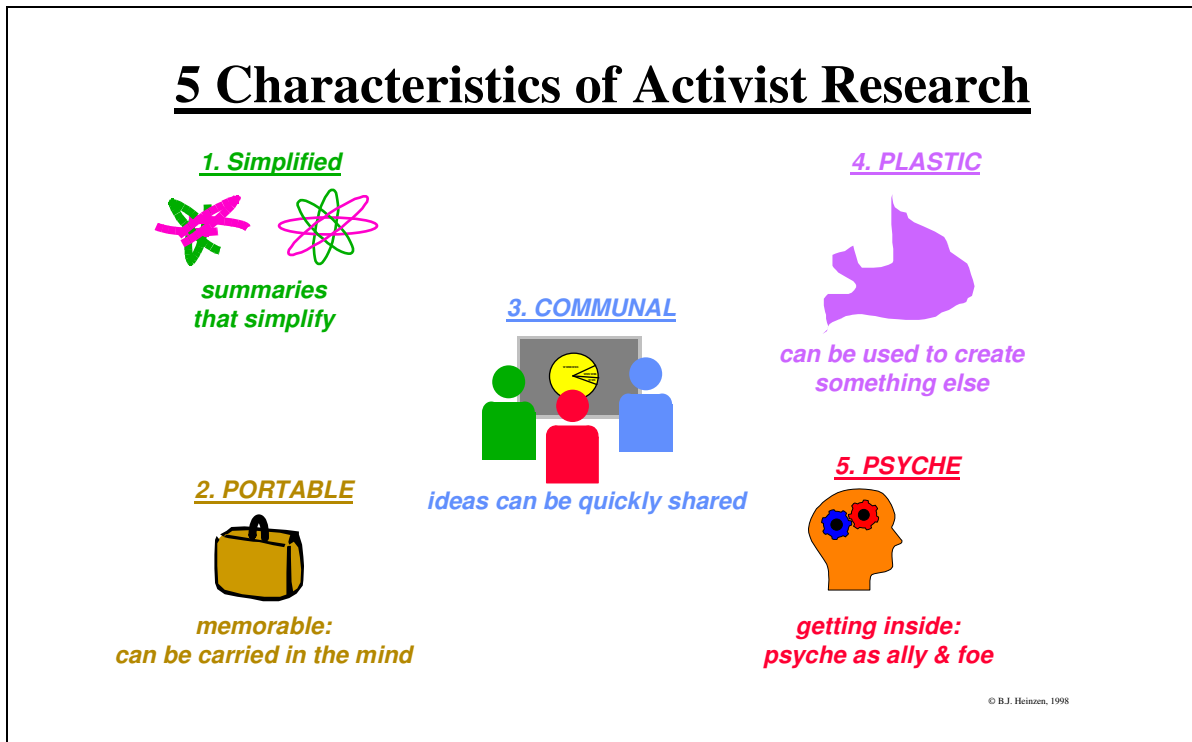 5 Characteristics of Activist Research
1. Simplified
summaries
that simplify
2. PORTABLE
memorable:
can be carried in the mind
3. COMMUNAL
ideas can be quickly shared
4. PLASTIC
can be used to create
something else
5. PSYCHE
getting inside:
psyche as ally & foe
© B.J. Heinzen, 1998